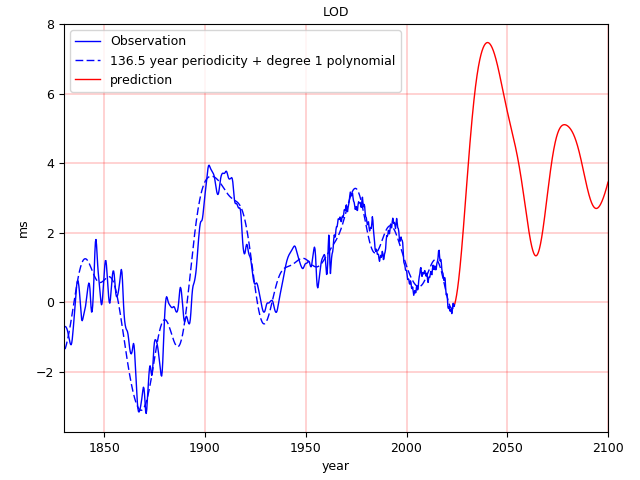 LOD
Observation
136.5 year periodicity + degree 1 polynomial
prediction
8
6
4
2
0
−2
ms
1850 1900 1950 2000 2050 2100
year